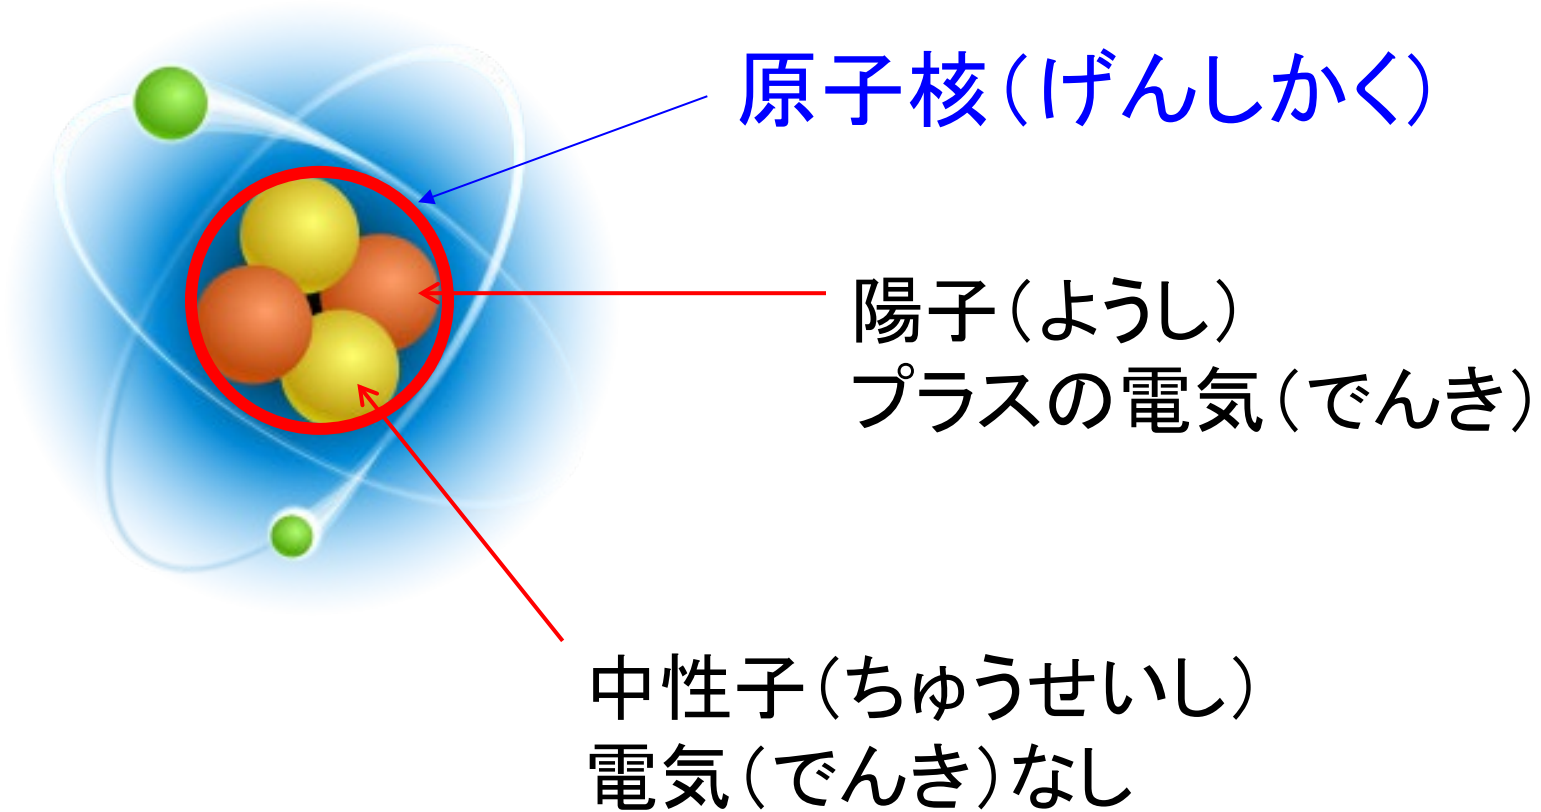 原子核（げんしかく）
陽子（ようし）
プラスの電気（でんき）
中性子（ちゅうせいし）
電気（でんき）なし